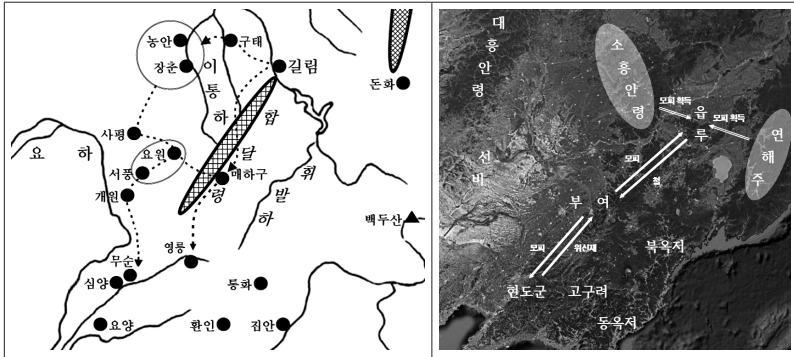 농안
구태
장춘
이
통
하
길림
돈화
합
달
령
사평
요원
서풍
매하구
개원
요 하
휘
발
하
백두산
영릉
무순
심양
통화
요양
환인
집안
대
흥
안
령
소
흥
안
령
모피 획득
읍
루
모피 획득
연
해
주
선
비
모피
철
부 여
모피
위신재
북옥저
현도군
고구려
동옥저